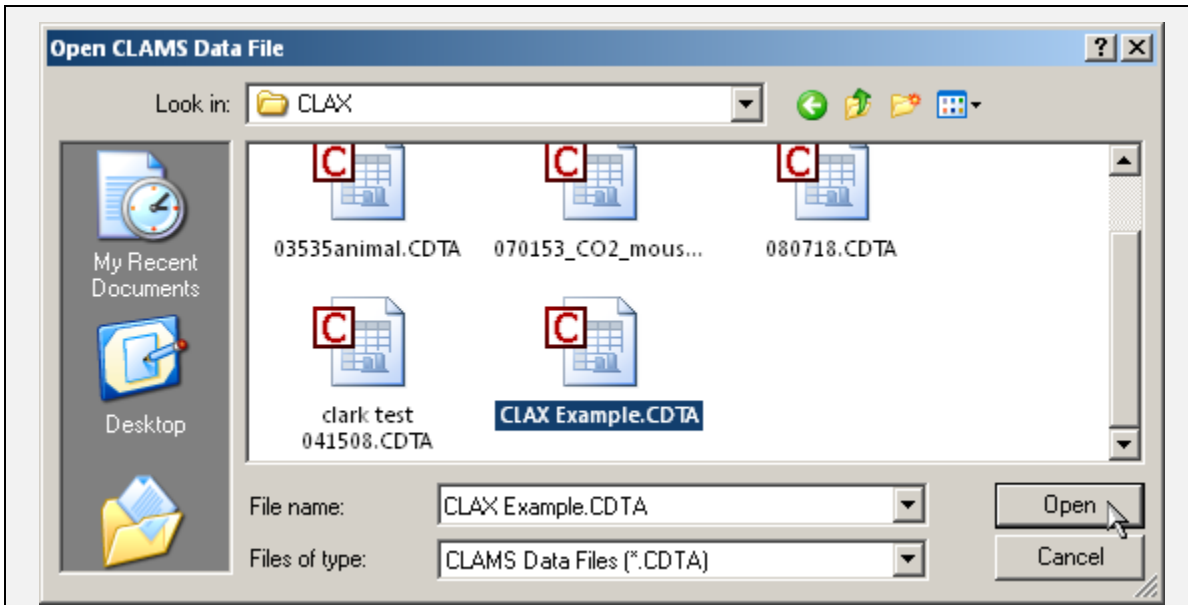 Open CLAMS Data File
Look in: CLAX
My Recent
Documents
Desktop
C C C
03535animal.CDTA 070153_CO2_mous... 080718.CDTA
C C
clark test
041508.CDTA
CLAX Example.CDTA
File name: CLAX Example.CDTA Open
Files of type: CLAMS Data Files (*.CDTA) Cancel